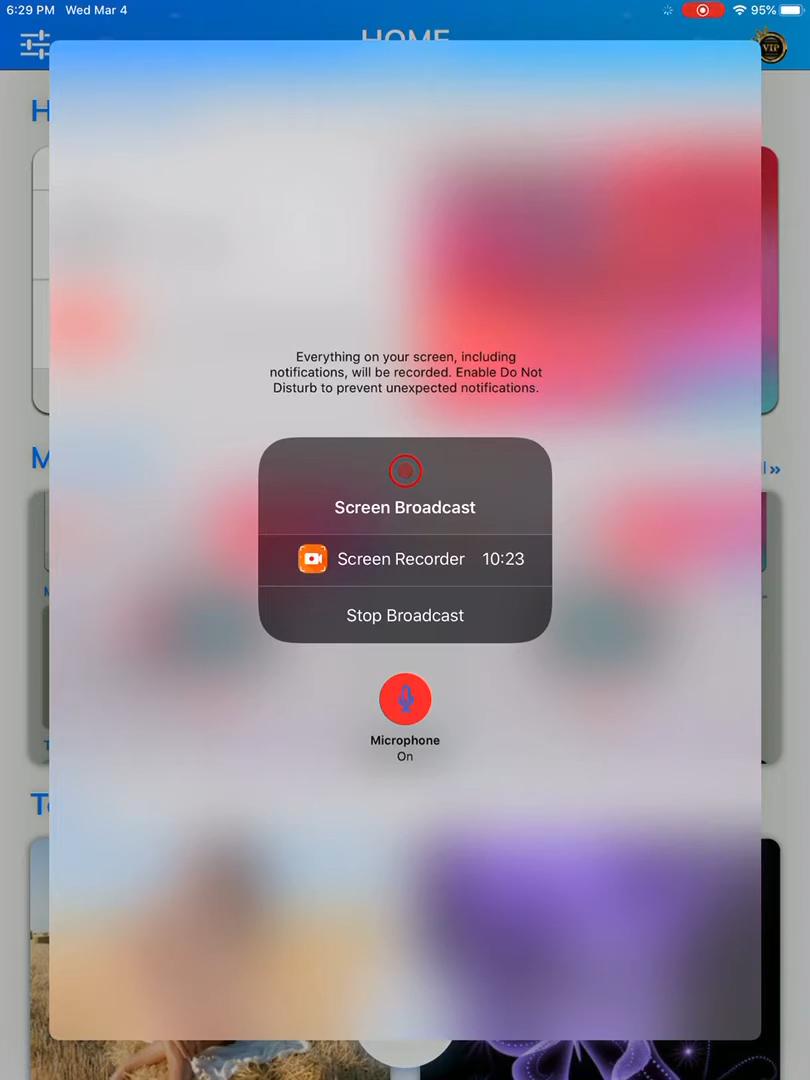 6:29 PM Wed Mar 4
95%
HOME
VIP
H
Everything on your screen, including
notifications, will be recorded. Enable Do Not
Disturb to prevent unexpected notifications.
M
l»
Screen Broadcast
Screen Recorder 10:23
Stop Broadcast
Microphone
On